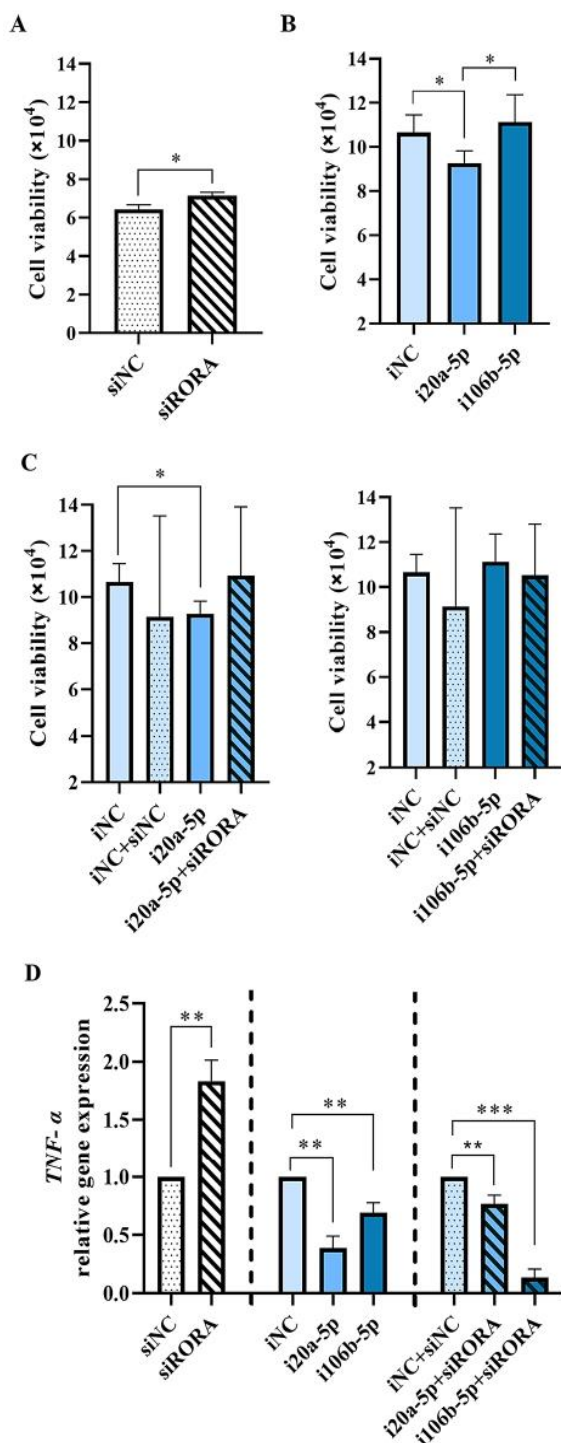 A
Cell viability (×10⁴)
14
12
10
8
6
4
2
0
*
siNC
siRORA
B
Cell viability (×10⁴)
14
12
10
8
6
4
2
*
*
iNC
i20a-5p
i106b-5p
C
Cell viability (×10⁴)
14
12
10
8
6
4
2
*
iNC
iNC+siNC
i20a-5p
i20a-5p+siRORA
Cell viability (×10⁴)
14
12
10
8
6
4
2
iNC
iNC+siNC
i106b-5p
i106b-5p+siRORA
D
TNF- α
relative gene expression
2.5
2.0
1.5
1.0
0.5
0.0
**
**
**
***
**
siNC
siRORA
iNC
i20a-5p
i106b-5p
iNC+siNC
i20a-5p+siRORA
i106b-5p+siRORA